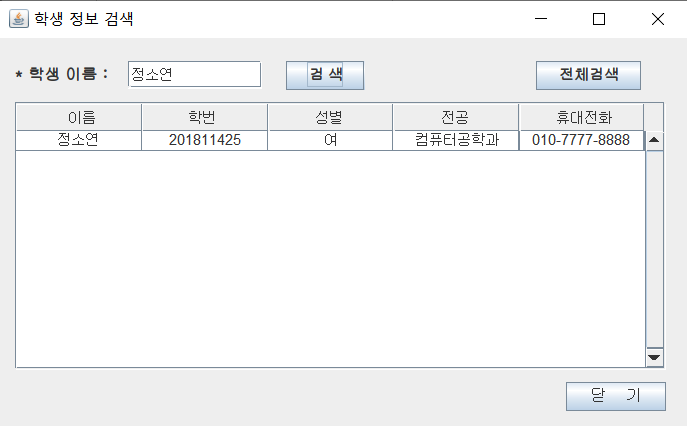 학생 정보 검색
* 학생 이름 : 정소연 검 색 전체검색
이름 학번 성별 전공 휴대전화
정소연 201811425 여 컴퓨터공학과 010-7777-8888
닫 기